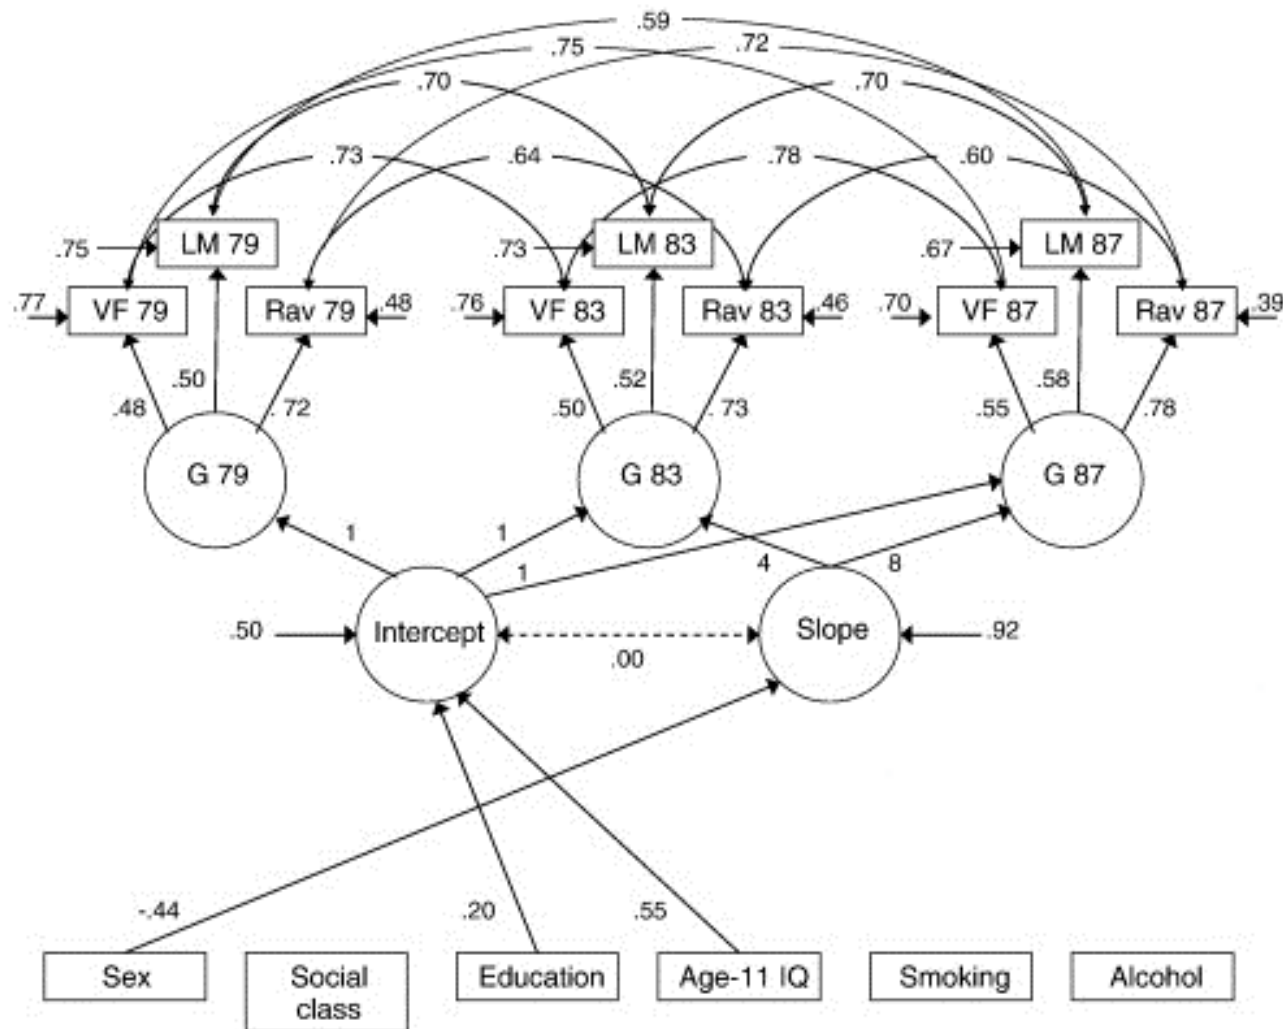 .59
.75 .72
.70 .70
.73 .64 .78 .60
.75 LM 79 .73 LM 83 .67 LM 87
.77 VF 79 Rav 79 .48 .76 VF 83 Rav 83 .46 .70 VF 87 Rav 87 .39
.50 .52 .58
.48 .72 .50 .73 .55 .78
G 79 G 83 G 87
1 1 1 4 8
.50 Intercept .00 Slope .92
-.44 .20 .55
Sex Social Education Age-11 IQ Smoking Alcohol
class